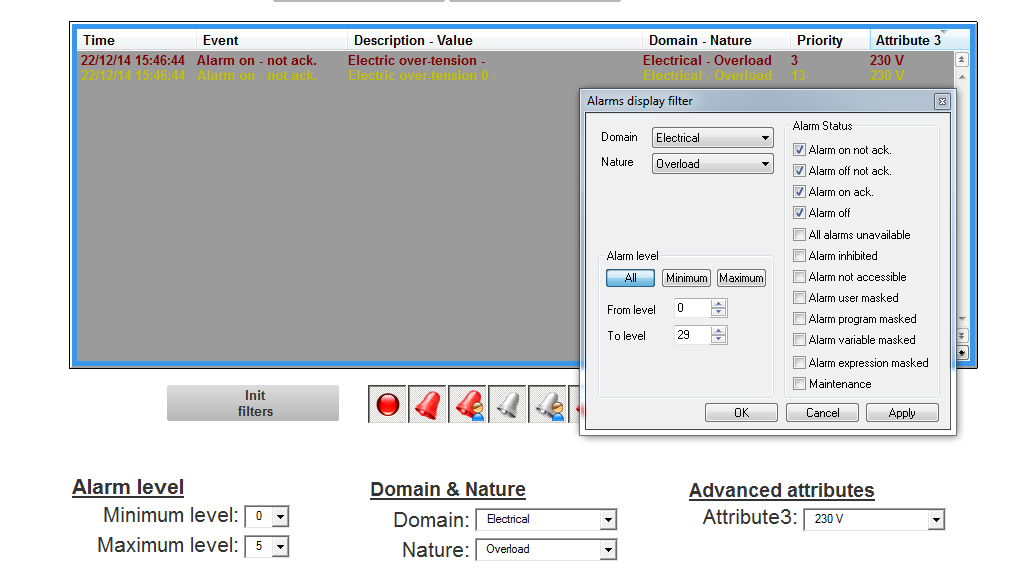 Time Event Description - Value Domain - Nature Priority Attribute 3
22/12/14 15:46:44 Alarm on - not ack. Electric over-tension - Electrical - Overload 3 230 V
22/12/14 15:46:44 Alarm on - not ack. Electric over-tension 0 - Electrical - Overload 13 230 V
Alarms display filter
Domain Electrical
Nature Overload
Alarm level
All Minimum Maximum
From level 0
To level 29
Alarm Status
Alarm on not ack.
Alarm off not ack.
Alarm on ack.
Alarm off
All alarms unavailable
Alarm inhibited
Alarm not accessible
Alarm user masked
Alarm program masked
Alarm variable masked
Alarm expression masked
Maintenance
OK Cancel Apply
Init
filters
Alarm level
Minimum level: 0
Maximum level: 5
Domain & Nature
Domain: Electrical
Nature: Overload
Advanced attributes
Attribute3: 230 V